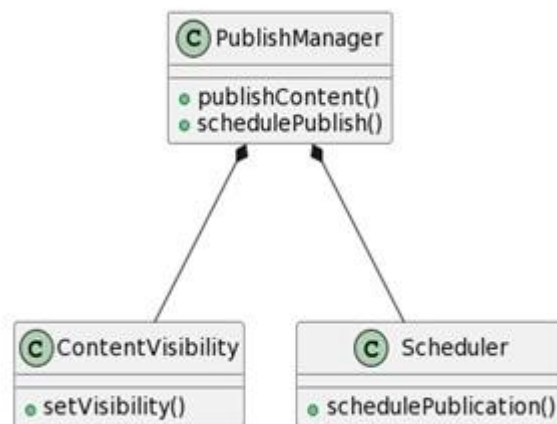 C PublishManager
publishContent()
schedulePublish()
C ContentVisibility
setVisibility()
C Scheduler
schedulePublication()